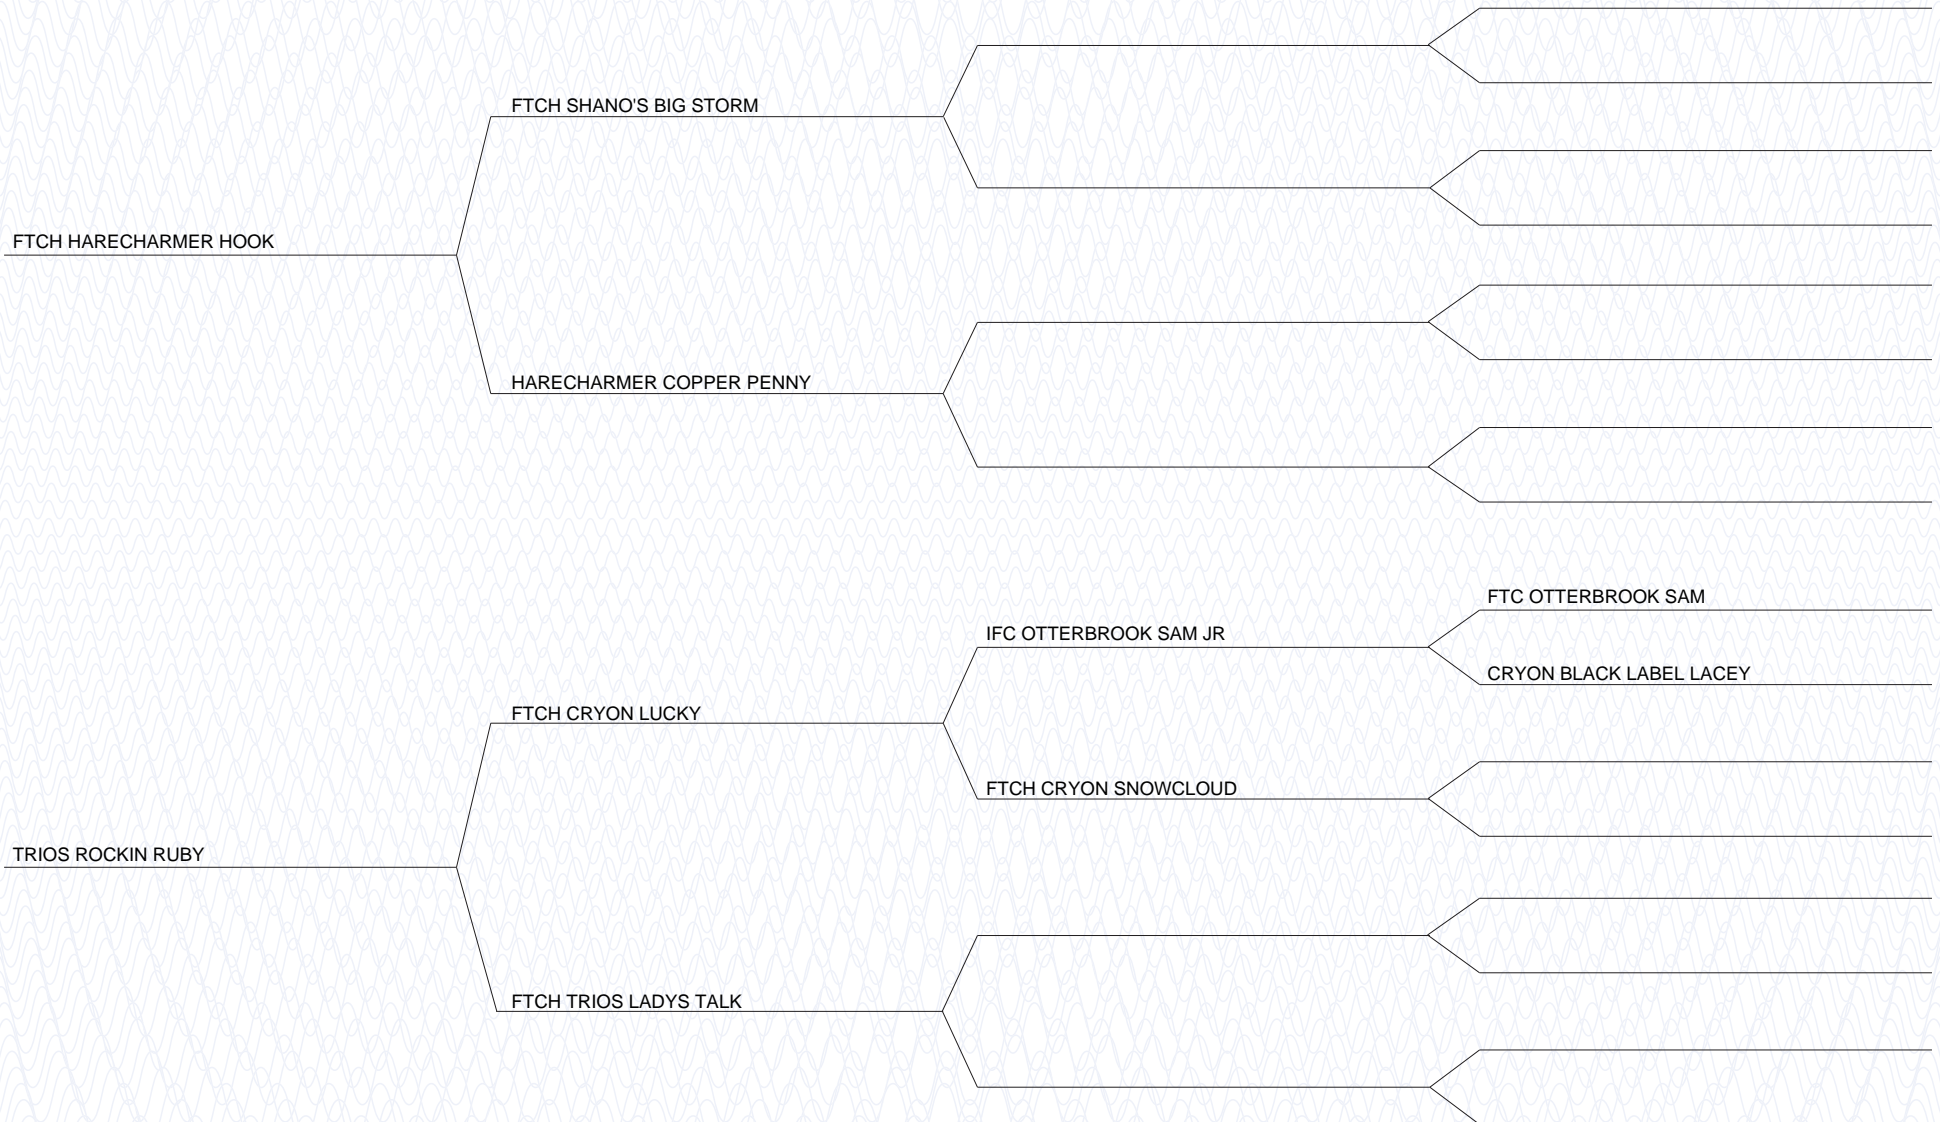 FTCH SHANO'S BIG STORM
FTCH HARECHARMER HOOK
HARECHARMER COPPER PENNY
FTC OTTERBROOK SAM
IFC OTTERBROOK SAM JR
CRYON BLACK LABEL LACEY
FTCH CRYON LUCKY
FTCH CRYON SNOWCLOUD
TRIOS ROCKIN RUBY
FTCH TRIOS LADYS TALK